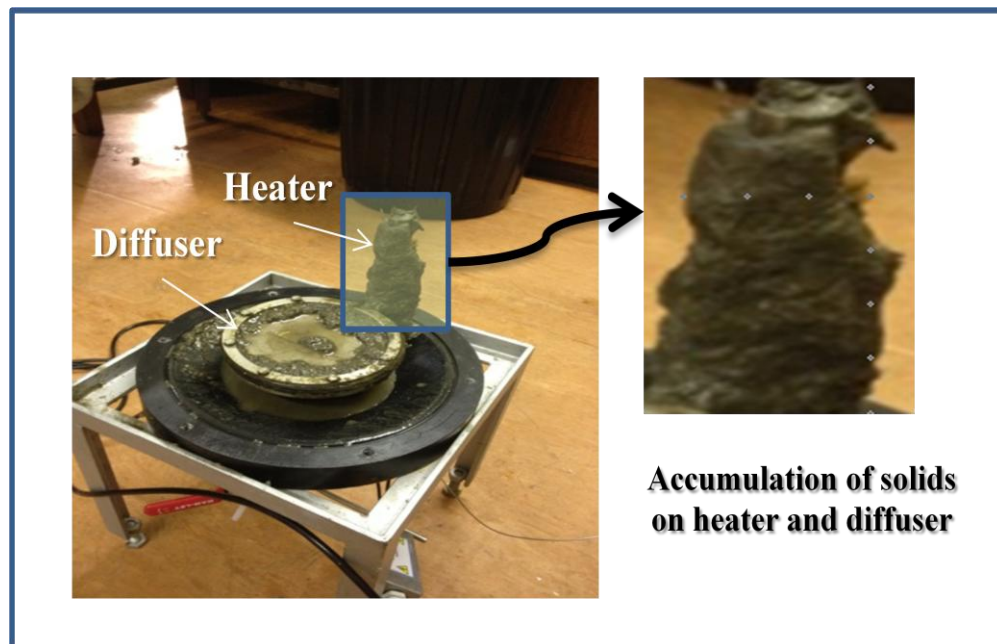 Heater
Diffuser
Accumulation of solids
on heater and diffuser